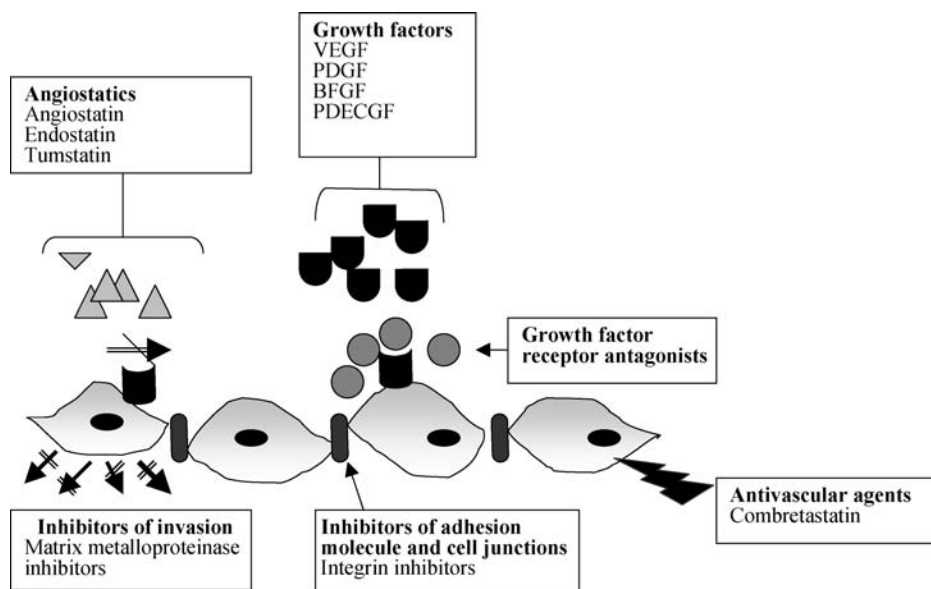 Growth factors
VEGF
PDGF
BFGF
PDECGF
Angiostatics
Angiostatin
Endostatin
Tumstatin
Growth factor
receptor antagonists
Antivascular agents
Combretastatin
Inhibitors of invasion
Matrix metalloproteinase
inhibitors
Inhibitors of adhesion
molecule and cell junctions
Integrin inhibitors